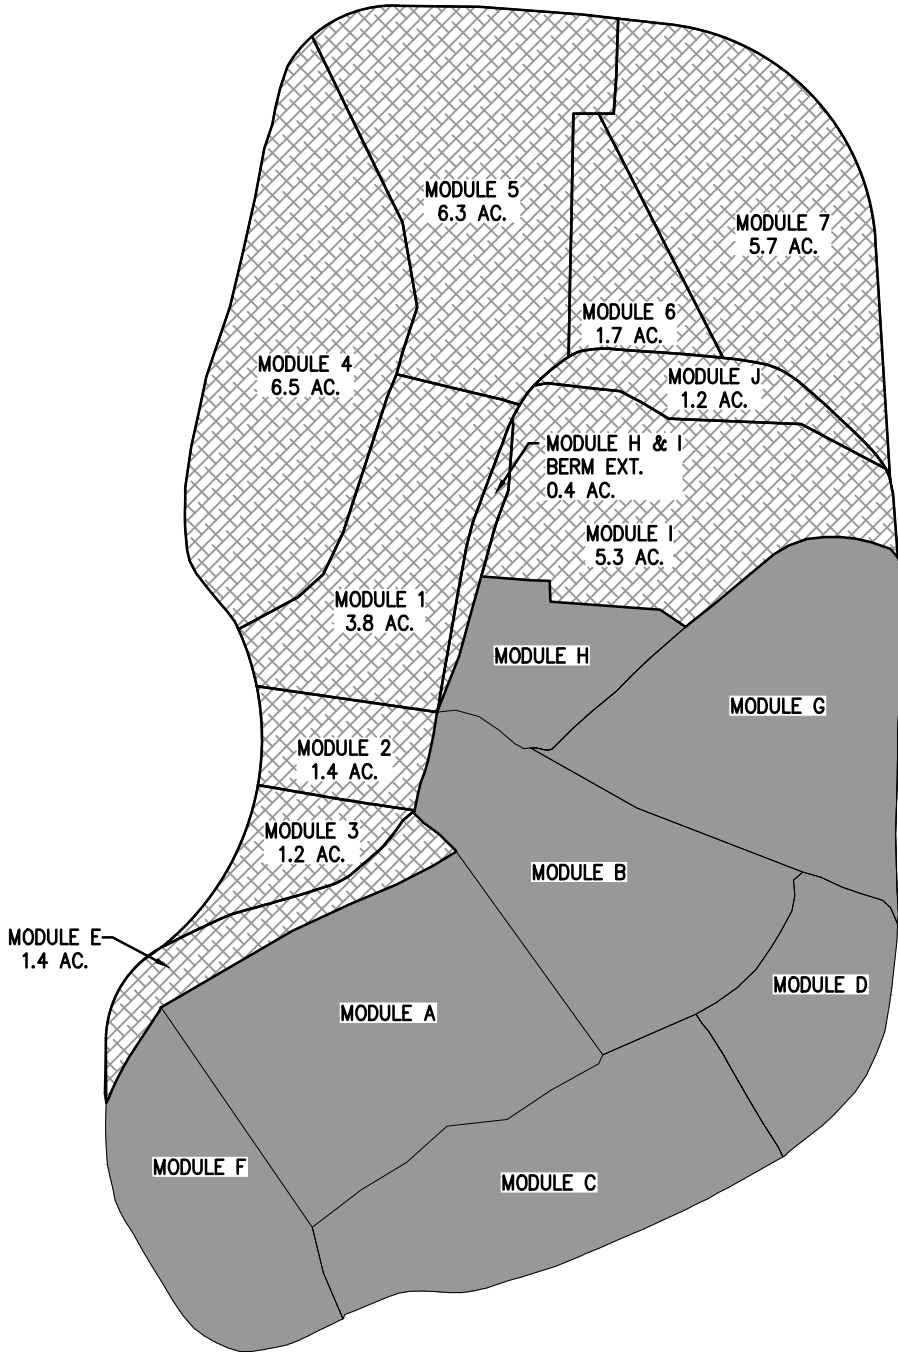 MODULE 5
6.3 AC.
MODULE 7
5.7 AC.
MODULE 6
1.7 AC.
MODULE 4
6.5 AC.
MODULE J
1.2 AC.
MODULE H & I
BERM EXT.
0.4 AC.
MODULE I
5.3 AC.
MODULE 1
3.8 AC.
MODULE H
MODULE G
MODULE 2
1.4 AC.
MODULE 3
1.2 AC.
MODULE B
MODULE E
1.4 AC.
MODULE D
MODULE A
MODULE F
MODULE C